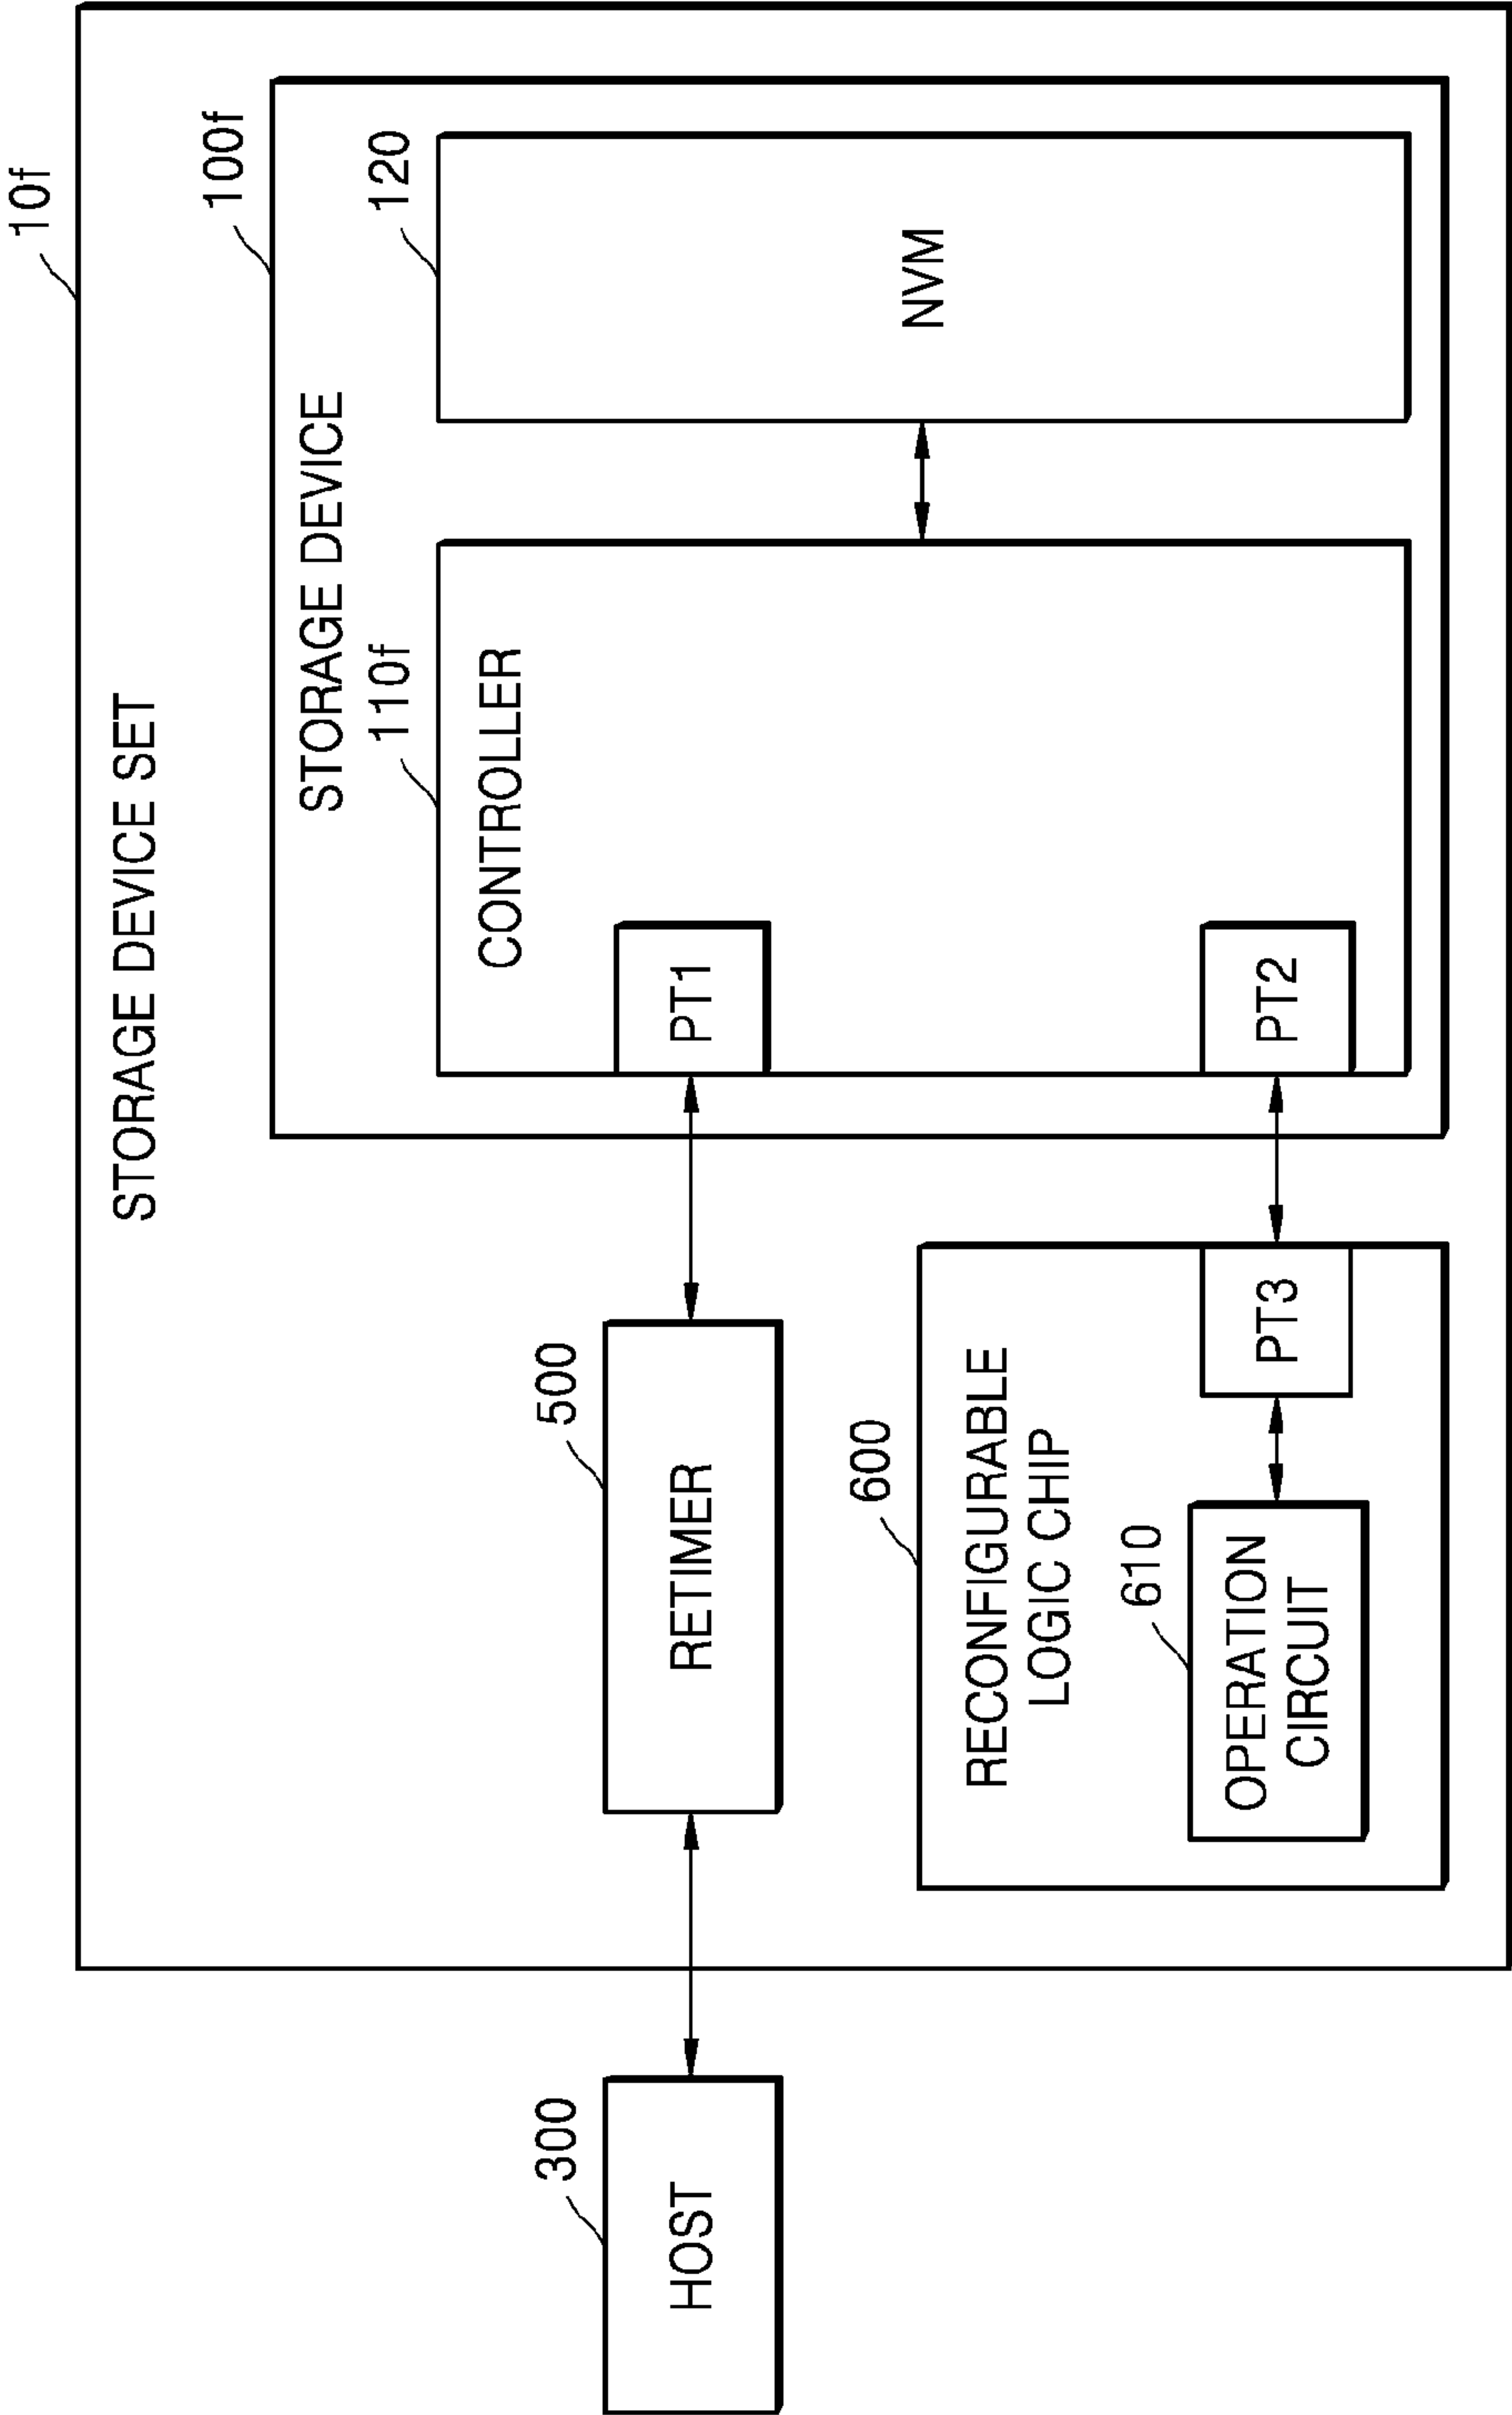 10f
STORAGE DEVICE SET
100f
STORAGE DEVICE
110f
120
CONTROLLER
NVM
300
500
HOST
RETIMER
PT1
600
RECONFIGURABLE
LOGIC CHIP
610
OPERATION
CIRCUIT
PT3
PT2